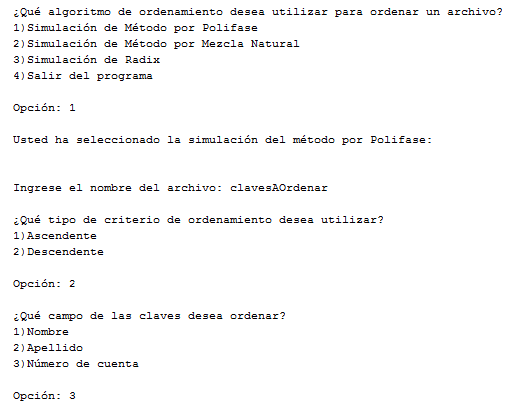 ¿Qué algoritmo de ordenamiento desea utilizar para ordenar un archivo?
1)Simulación de Método por Polifase
2)Simulación de Método por Mezcla Natural
3)Simulación de Radix
4)Salir del programa
Opción: 1
Usted ha seleccionado la simulación del método por Polifase:
Ingrese el nombre del archivo: clavesAOrdenar
¿Qué tipo de criterio de ordenamiento desea utilizar?
1)Ascendente
2)Descendente
Opción: 2
¿Qué campo de las claves desea ordenar?
1)Nombre
2)Apellido
3)Número de cuenta
Opción: 3